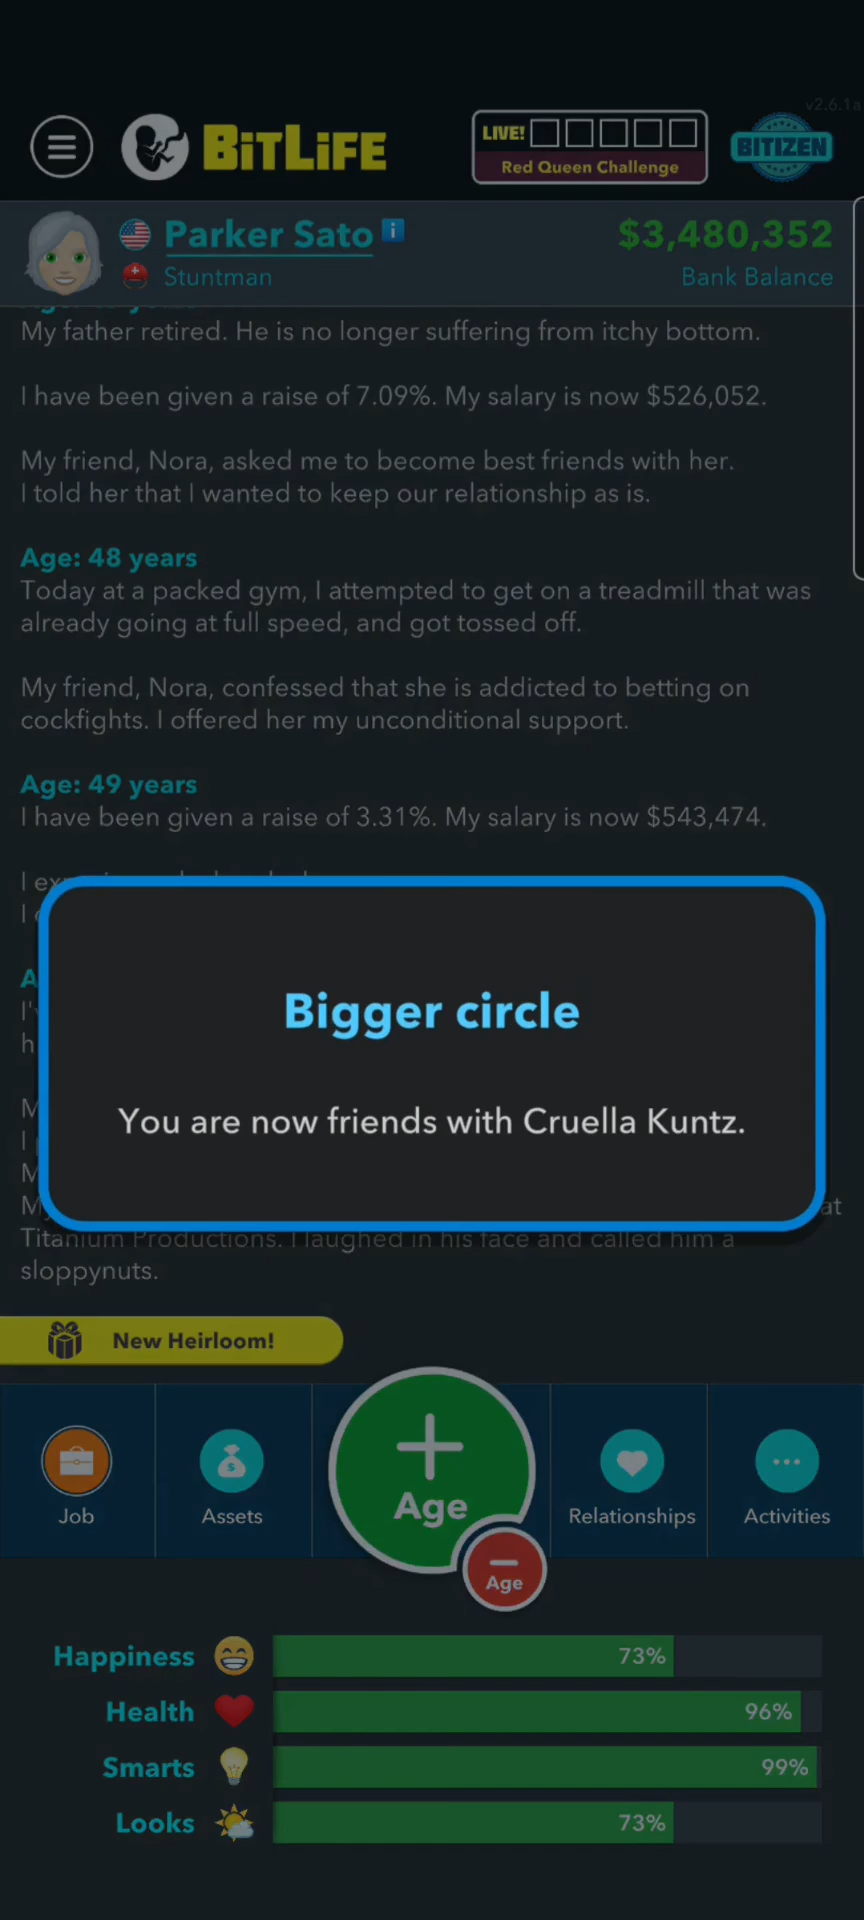 v2.6.1a
BITLIFE
LIVE!
Red Queen Challenge
BITIZEN
Parker Sato
$3,480,352
Stuntman
Bank Balance
My father retired. He is no longer suffering from itchy bottom.
I have been given a raise of 7.09%. My salary is now $526,052.
My friend, Nora, asked me to become best friends with her.
I told her that I wanted to keep our relationship as is.
Age: 48 years
Today at a packed gym, I attempted to get on a treadmill that was
already going at full speed, and got tossed off.
My friend, Nora, confessed that she is addicted to betting on
cockfights. I offered her my unconditional support.
Age: 49 years
I have been given a raise of 3.31%. My salary is now $543,474.
I
I
Bigger circle
You are now friends with Cruella Kuntz.
at
Titanium Productions. I laughed in his face and called him a
sloppynuts.
New Heirloom!
Job
Assets
+
Age
Relationships
Activities
Age
Happiness
73%
Health
96%
Smarts
99%
Looks
73%